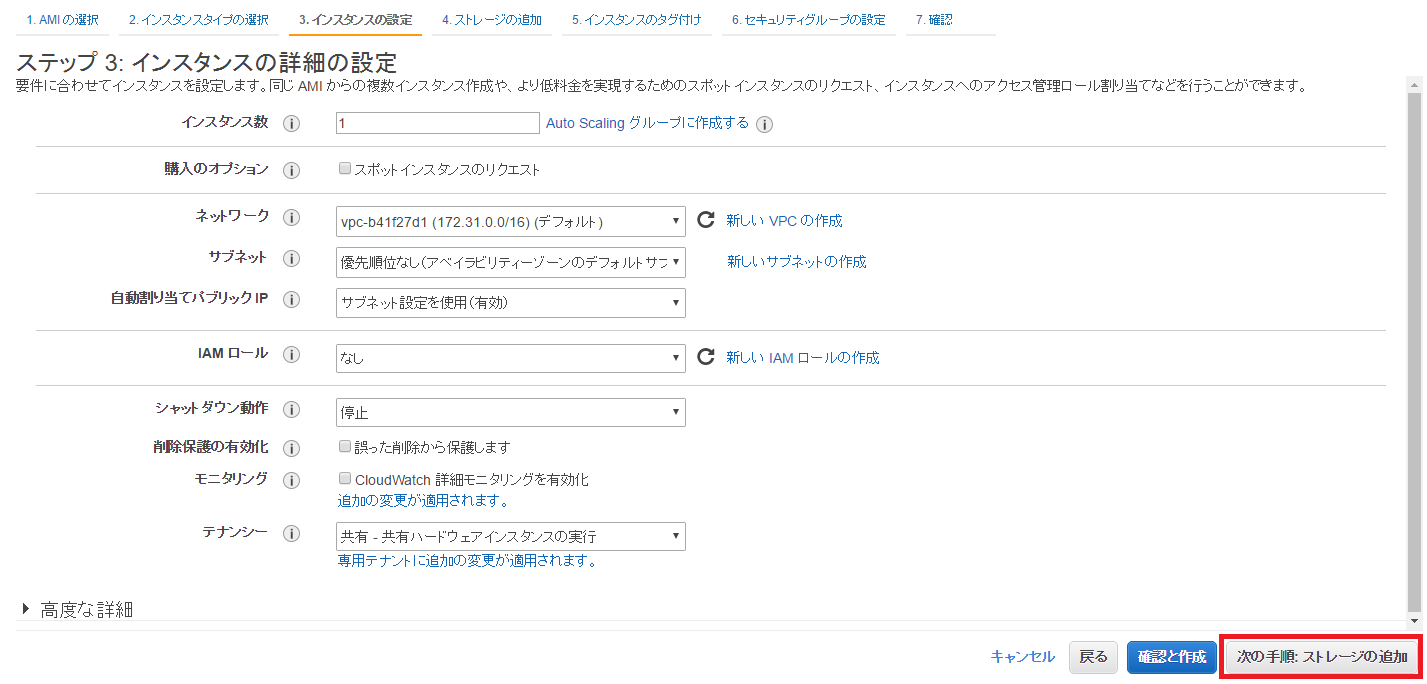 1. AMI の選択 2. インスタンスタイプの選択 3. インスタンスの設定 4. ストレージの追加 5. インスタンスのタグ付け 6. セキュリティグループの設定 7. 確認
ステップ 3: インスタンスの詳細の設定
要件に合わせてインスタンスを設定します。同じ AMI からの複数インスタンス作成や、より低料金を実現するためのスポットインスタンスのリクエスト、インスタンスへのアクセス管理ロール割り当てなどを行うことができます。
インスタンス数 i 1 Auto Scaling グループに作成する i
購入のオプション i スポットインスタンスのリクエスト
ネットワーク i vpc-b41f27d1 (172.31.0.0/16) (デフォルト) 新しい VPC の作成
サブネット i 優先順位なし(アベイラビリティーゾーンのデフォルトサブ 新しいサブネットの作成
自動割り当てパブリック IP i サブネット設定を使用(有効)
IAM ロール i なし 新しい IAM ロールの作成
シャットダウン動作 i 停止
削除保護の有効化 i 誤った削除から保護します
モニタリング i CloudWatch 詳細モニタリングを有効化
追加の変更が適用されます。
テナンシー i 共有 - 共有ハードウェアインスタンスの実行
専用テナントに追加の変更が適用されます。
高度な詳細
キャンセル 戻る 確認と作成 次の手順: ストレージの追加